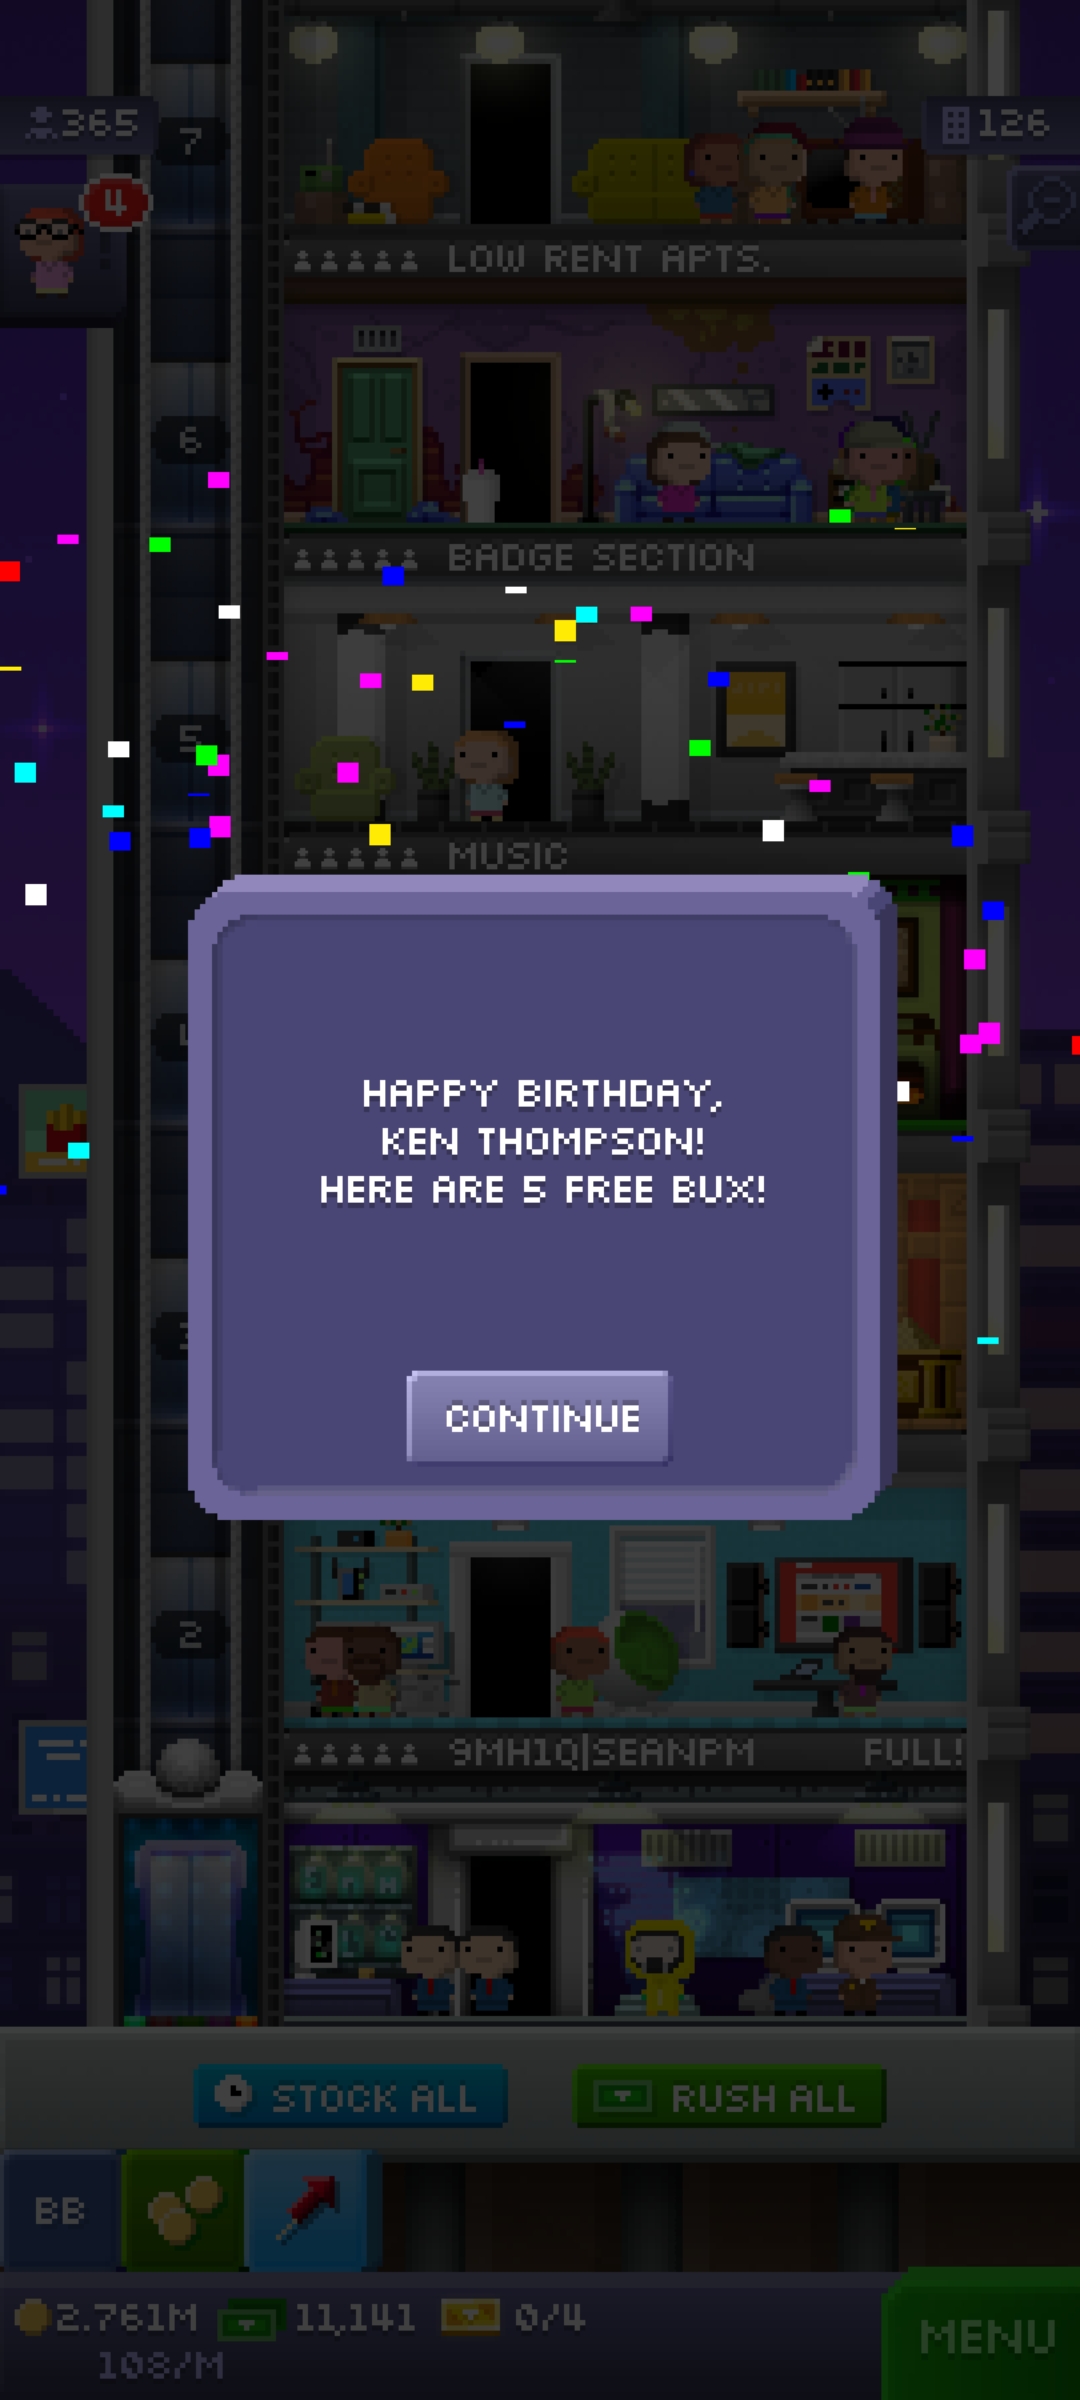 365
7
126
4
LOW RENT APTS.
6
BADGE SECTION
5
MUSIC
HAPPY BIRTHDAY,
KEN THOMPSON!
HERE ARE 5 FREE BUX!
3
CONTINUE
2
9MH1Q|SEANPM FULL!
STOCK ALL RUSH ALL
BB
2.761M 11,141 0/4
108/M
MENU